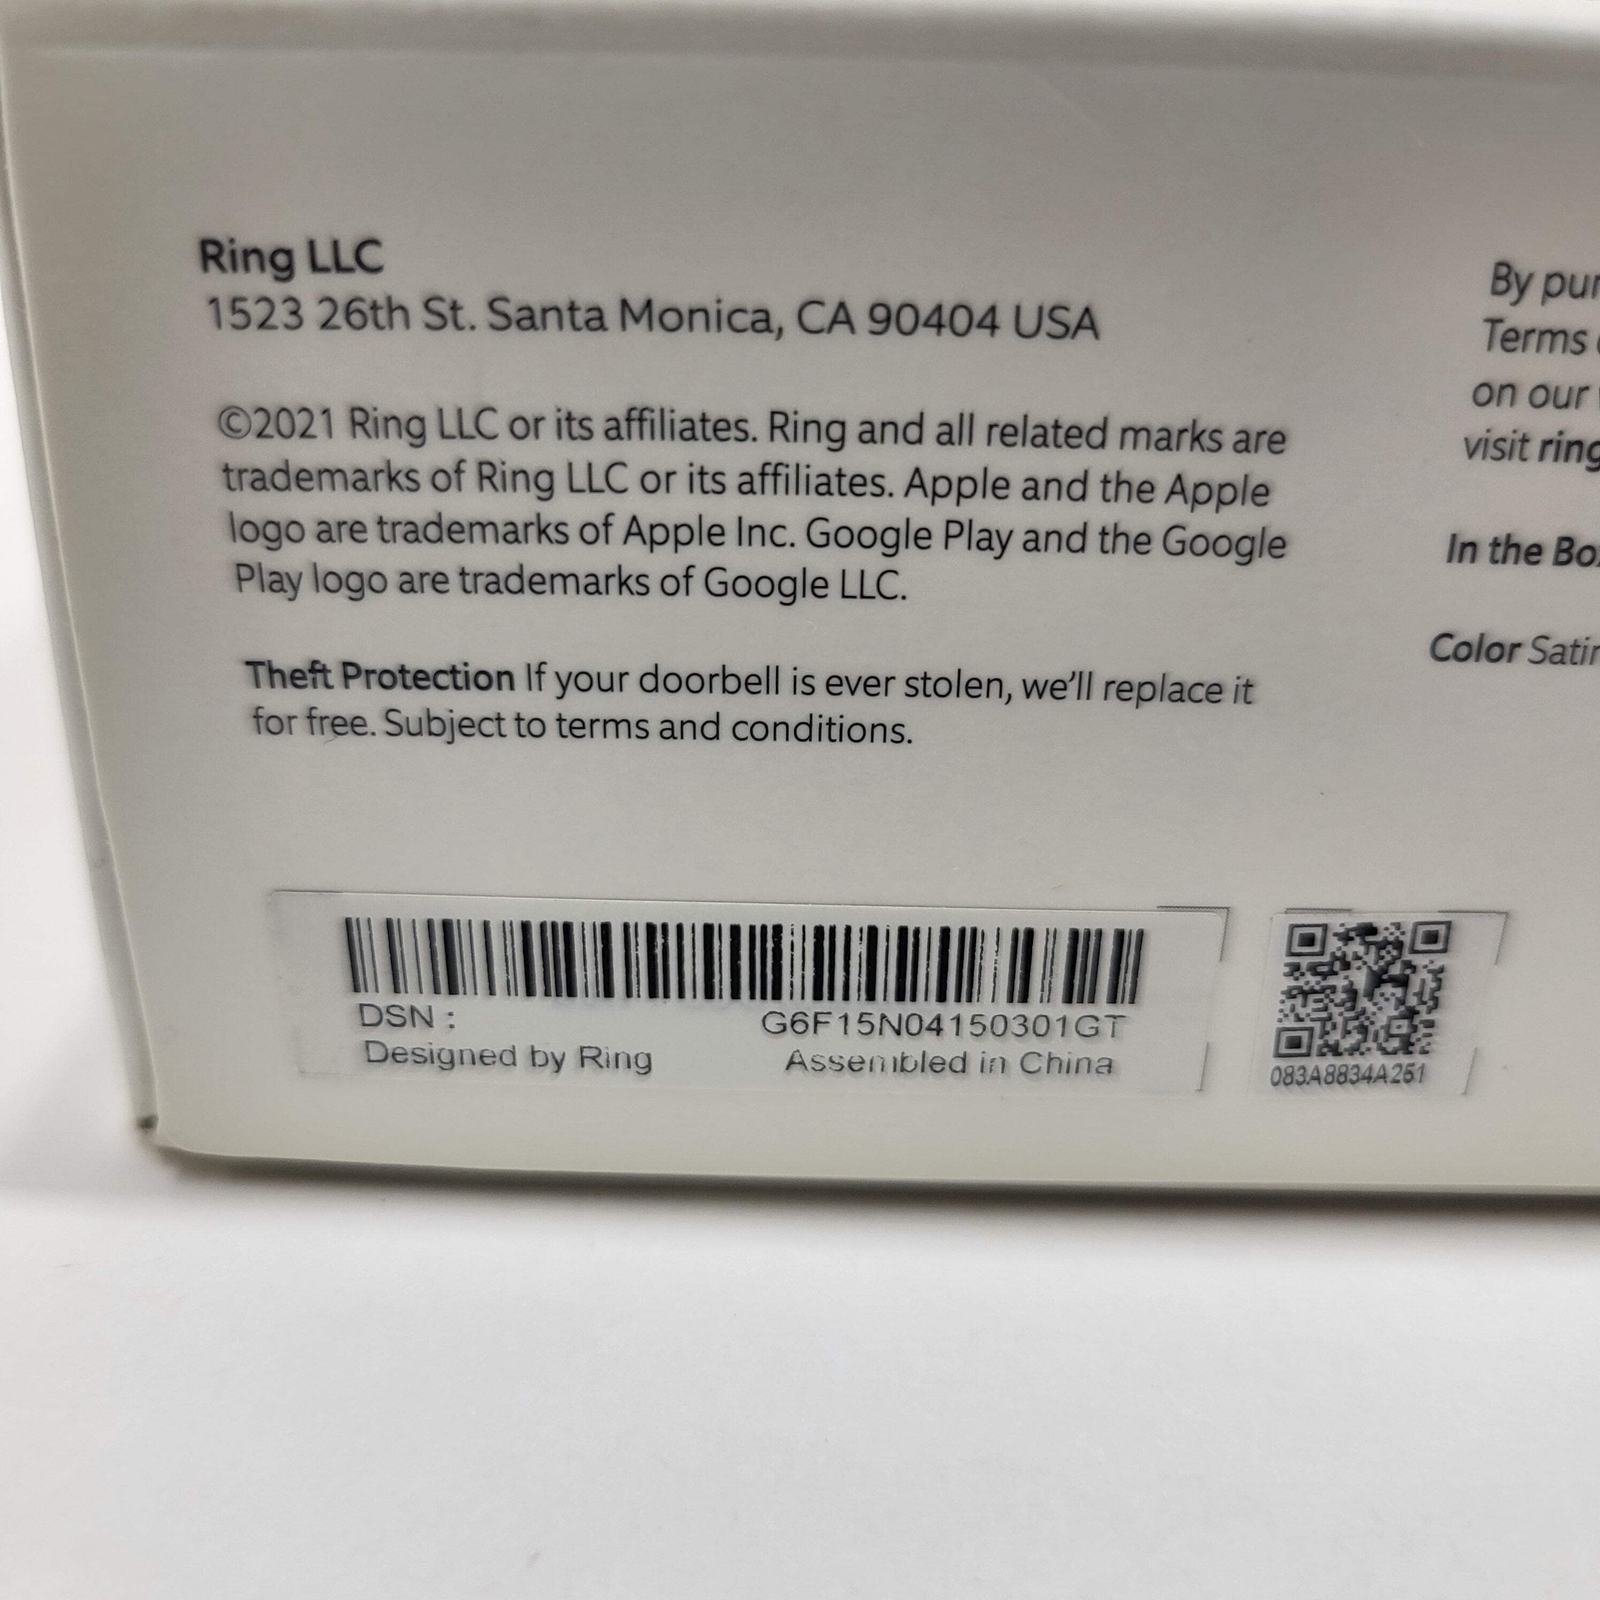 Ring LLC
1523 26th St. Santa Monica, CA 90404 USA
©2021 Ring LLC or its affiliates. Ring and all related marks are
trademarks of Ring LLC or its affiliates. Apple and the Apple
logo are trademarks of Apple Inc. Google Play and the Google
Play logo are trademarks of Google LLC.
Theft Protection If your doorbell is ever stolen, we'll replace it
for free. Subject to terms and conditions.
DSN :
G6F15N04150301GT
Designed by Ring
Assembled in China
083A8834A261
By
Terms
on our
visit ring
In the
Color